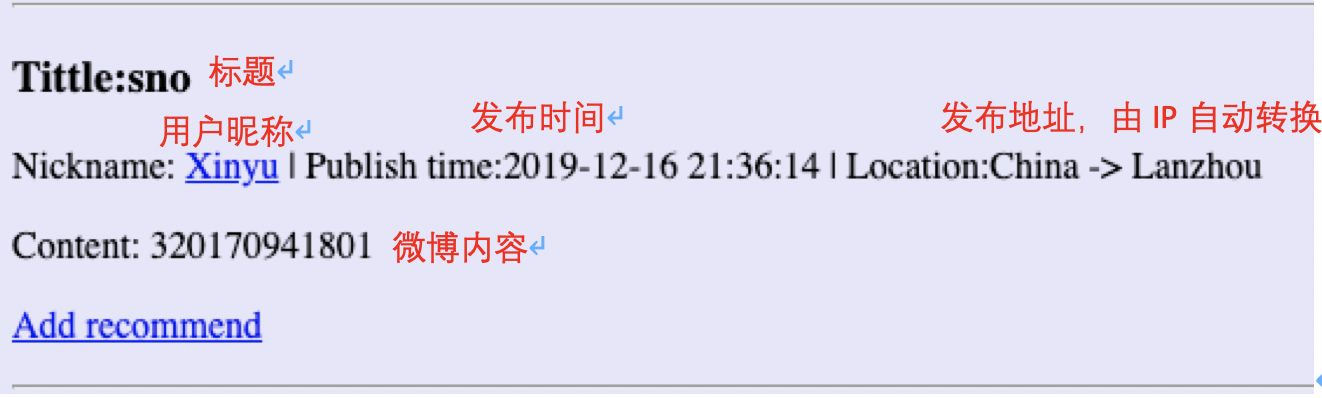 Tittle:sno 标题
用户昵称 发布时间 发布地址，由 IP 自动转换
Nickname: Xinyu | Publish time:2019-12-16 21:36:14 | Location:China -> Lanzhou
Content: 320170941801 微博内容
Add recommend